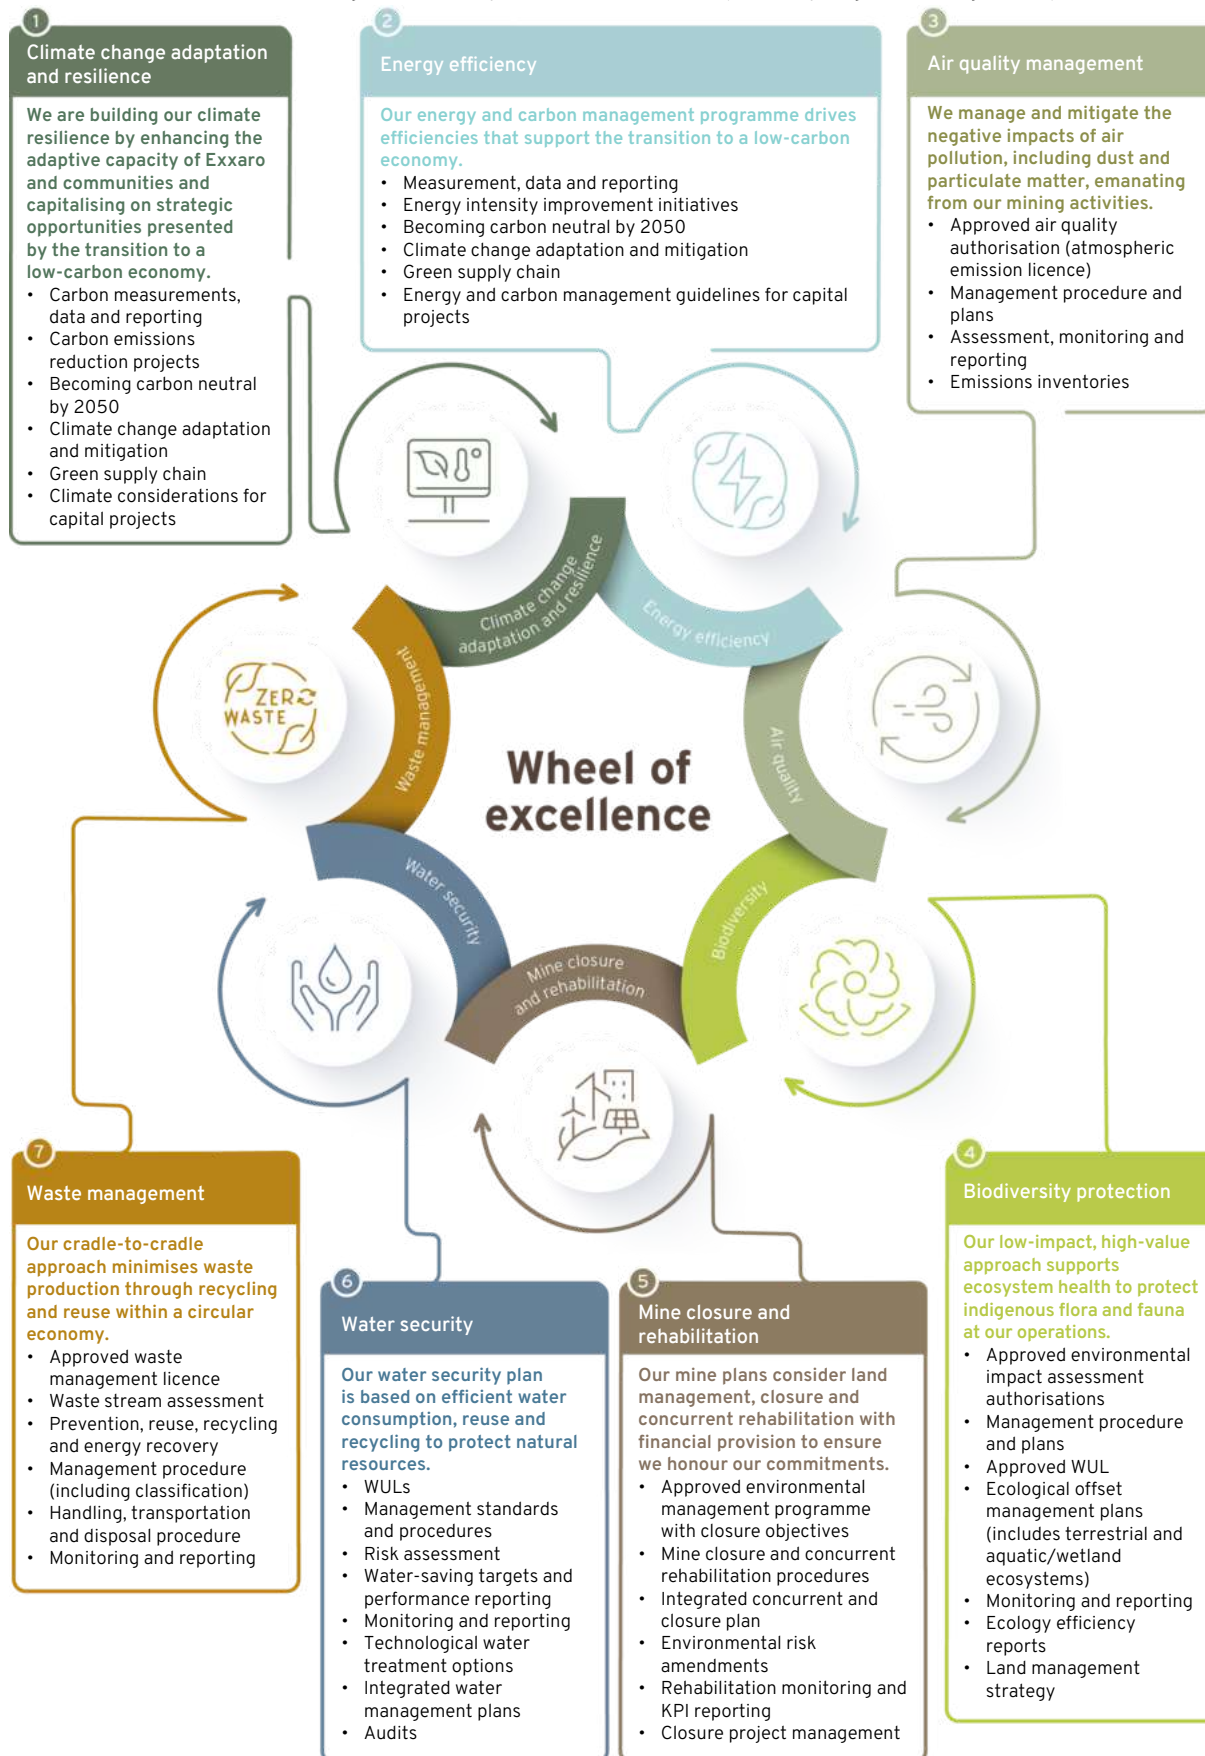 1
Climate change adaptation
and resilience
We are building our climate
resilience by enhancing the
adaptive capacity of Exxaro
and communities and
capitalising on strategic
opportunities presented
by the transition to a
low-carbon economy.
• Carbon measurements,
data and reporting
• Carbon emissions
reduction projects
• Becoming carbon neutral
by 2050
• Climate change adaptation
and mitigation
• Green supply chain
• Climate considerations for
capital projects
2
Energy efficiency
Our energy and carbon management programme drives
efficiencies that support the transition to a low-carbon
economy.
• Measurement, data and reporting
• Energy intensity improvement initiatives
• Becoming carbon neutral by 2050
• Climate change adaptation and mitigation
• Green supply chain
• Energy and carbon management guidelines for capital
projects
3
Air quality management
We manage and mitigate the
negative impacts of air
pollution, including dust and
particulate matter, emanating
from our mining activities.
• Approved air quality
authorisation (atmospheric
emission licence)
• Management procedure and
plans
• Assessment, monitoring and
reporting
• Emissions inventories
Climate change
adaptation and resilience
Energy efficiency
Air quality
Biodiversity
Mine closure
and rehabilitation
Water security
Waste management
ZERO
WASTE
Wheel of
excellence
7
Waste management
Our cradle-to-cradle
approach minimises waste
production through recycling
and reuse within a circular
economy.
• Approved waste
management licence
• Waste stream assessment
• Prevention, reuse, recycling
and energy recovery
• Management procedure
(including classification)
• Handling, transportation
and disposal procedure
• Monitoring and reporting
6
Water security
Our water security plan
is based on efficient water
consumption, reuse and
recycling to protect natural
resources.
• WULs
• Management standards
and procedures
• Risk assessment
• Water-saving targets and
performance reporting
• Monitoring and reporting
• Technological water
treatment options
• Integrated water
management plans
• Audits
5
Mine closure and
rehabilitation
Our mine plans consider land
management, closure and
concurrent rehabilitation with
financial provision to ensure
we honour our commitments.
• Approved environmental
management programme
with closure objectives
• Mine closure and concurrent
rehabilitation procedures
• Integrated concurrent and
closure plan
• Environmental risk
amendments
• Rehabilitation monitoring and
KPI reporting
• Closure project management
4
Biodiversity protection
Our low-impact, high-value
approach supports
ecosystem health to protect
indigenous flora and fauna
at our operations.
• Approved environmental
impact assessment
authorisations
• Management procedure
and plans
• Approved WUL
• Ecological offset
management plans
(includes terrestrial and
aquatic/wetland
ecosystems)
• Monitoring and reporting
• Ecology efficiency
reports
• Land management
strategy